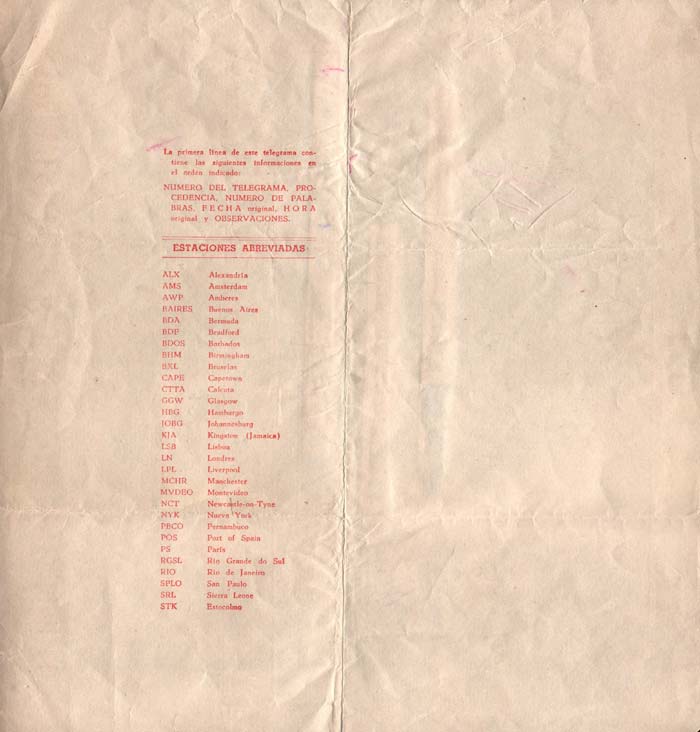 La primera línea de este telegrama con-
tiene las siguientes informaciones en
el orden indicado:
NUMERO DEL TELEGRAMA, PRO-
CEDENCIA, NUMERO DE PALA-
BRAS, FECHA original, HORA
original y OBSERVACIONES.
ESTACIONES ABREVIADAS
ALX Alexandria
AMS Amsterdam
AWP Amberes
BAIRES Buenos Aires
BDA Bermuda
BDF Bradford
BDOS Barbados
BHM Birmingham
BXL Bruselas
CAPE Capetown
CTTA Calcuta
GGW Glasgow
HBG Hamburgo
JOBG Johannesburg
KJA Kingston (Jamaica)
LSB Lisboa
LN Londres
LPL Liverpool
MCHR Manchester
MVDEO Montevideo
NCT Newcastle-on-Tyne
NYK Nueva York
PBCO Pernambuco
POS Port of Spain
PS París
RGSL Rio Grande do Sul
RIO Rio de Janeiro
SPLO San Paulo
SRL Sierra Leone
STK Estocolmo